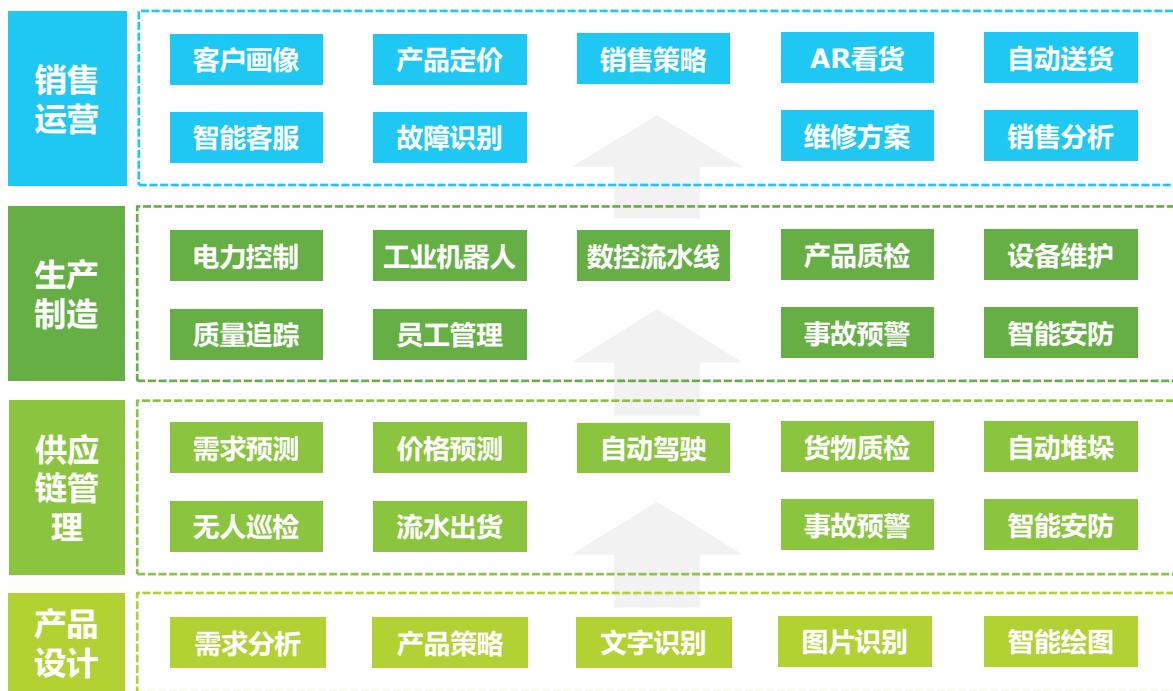 销售
运营
客户画像
产品定价
销售策略
AR看货
自动送货
智能客服
故障识别
维修方案
销售分析
生产
制造
电力控制
工业机器人
数控流水线
产品质检
设备维护
质量追踪
员工管理
事故预警
智能安防
供应
链管
理
需求预测
价格预测
自动驾驶
货物质检
自动堆垛
无人巡检
流水出货
事故预警
智能安防
产品
设计
需求分析
产品策略
文字识别
图片识别
智能绘图